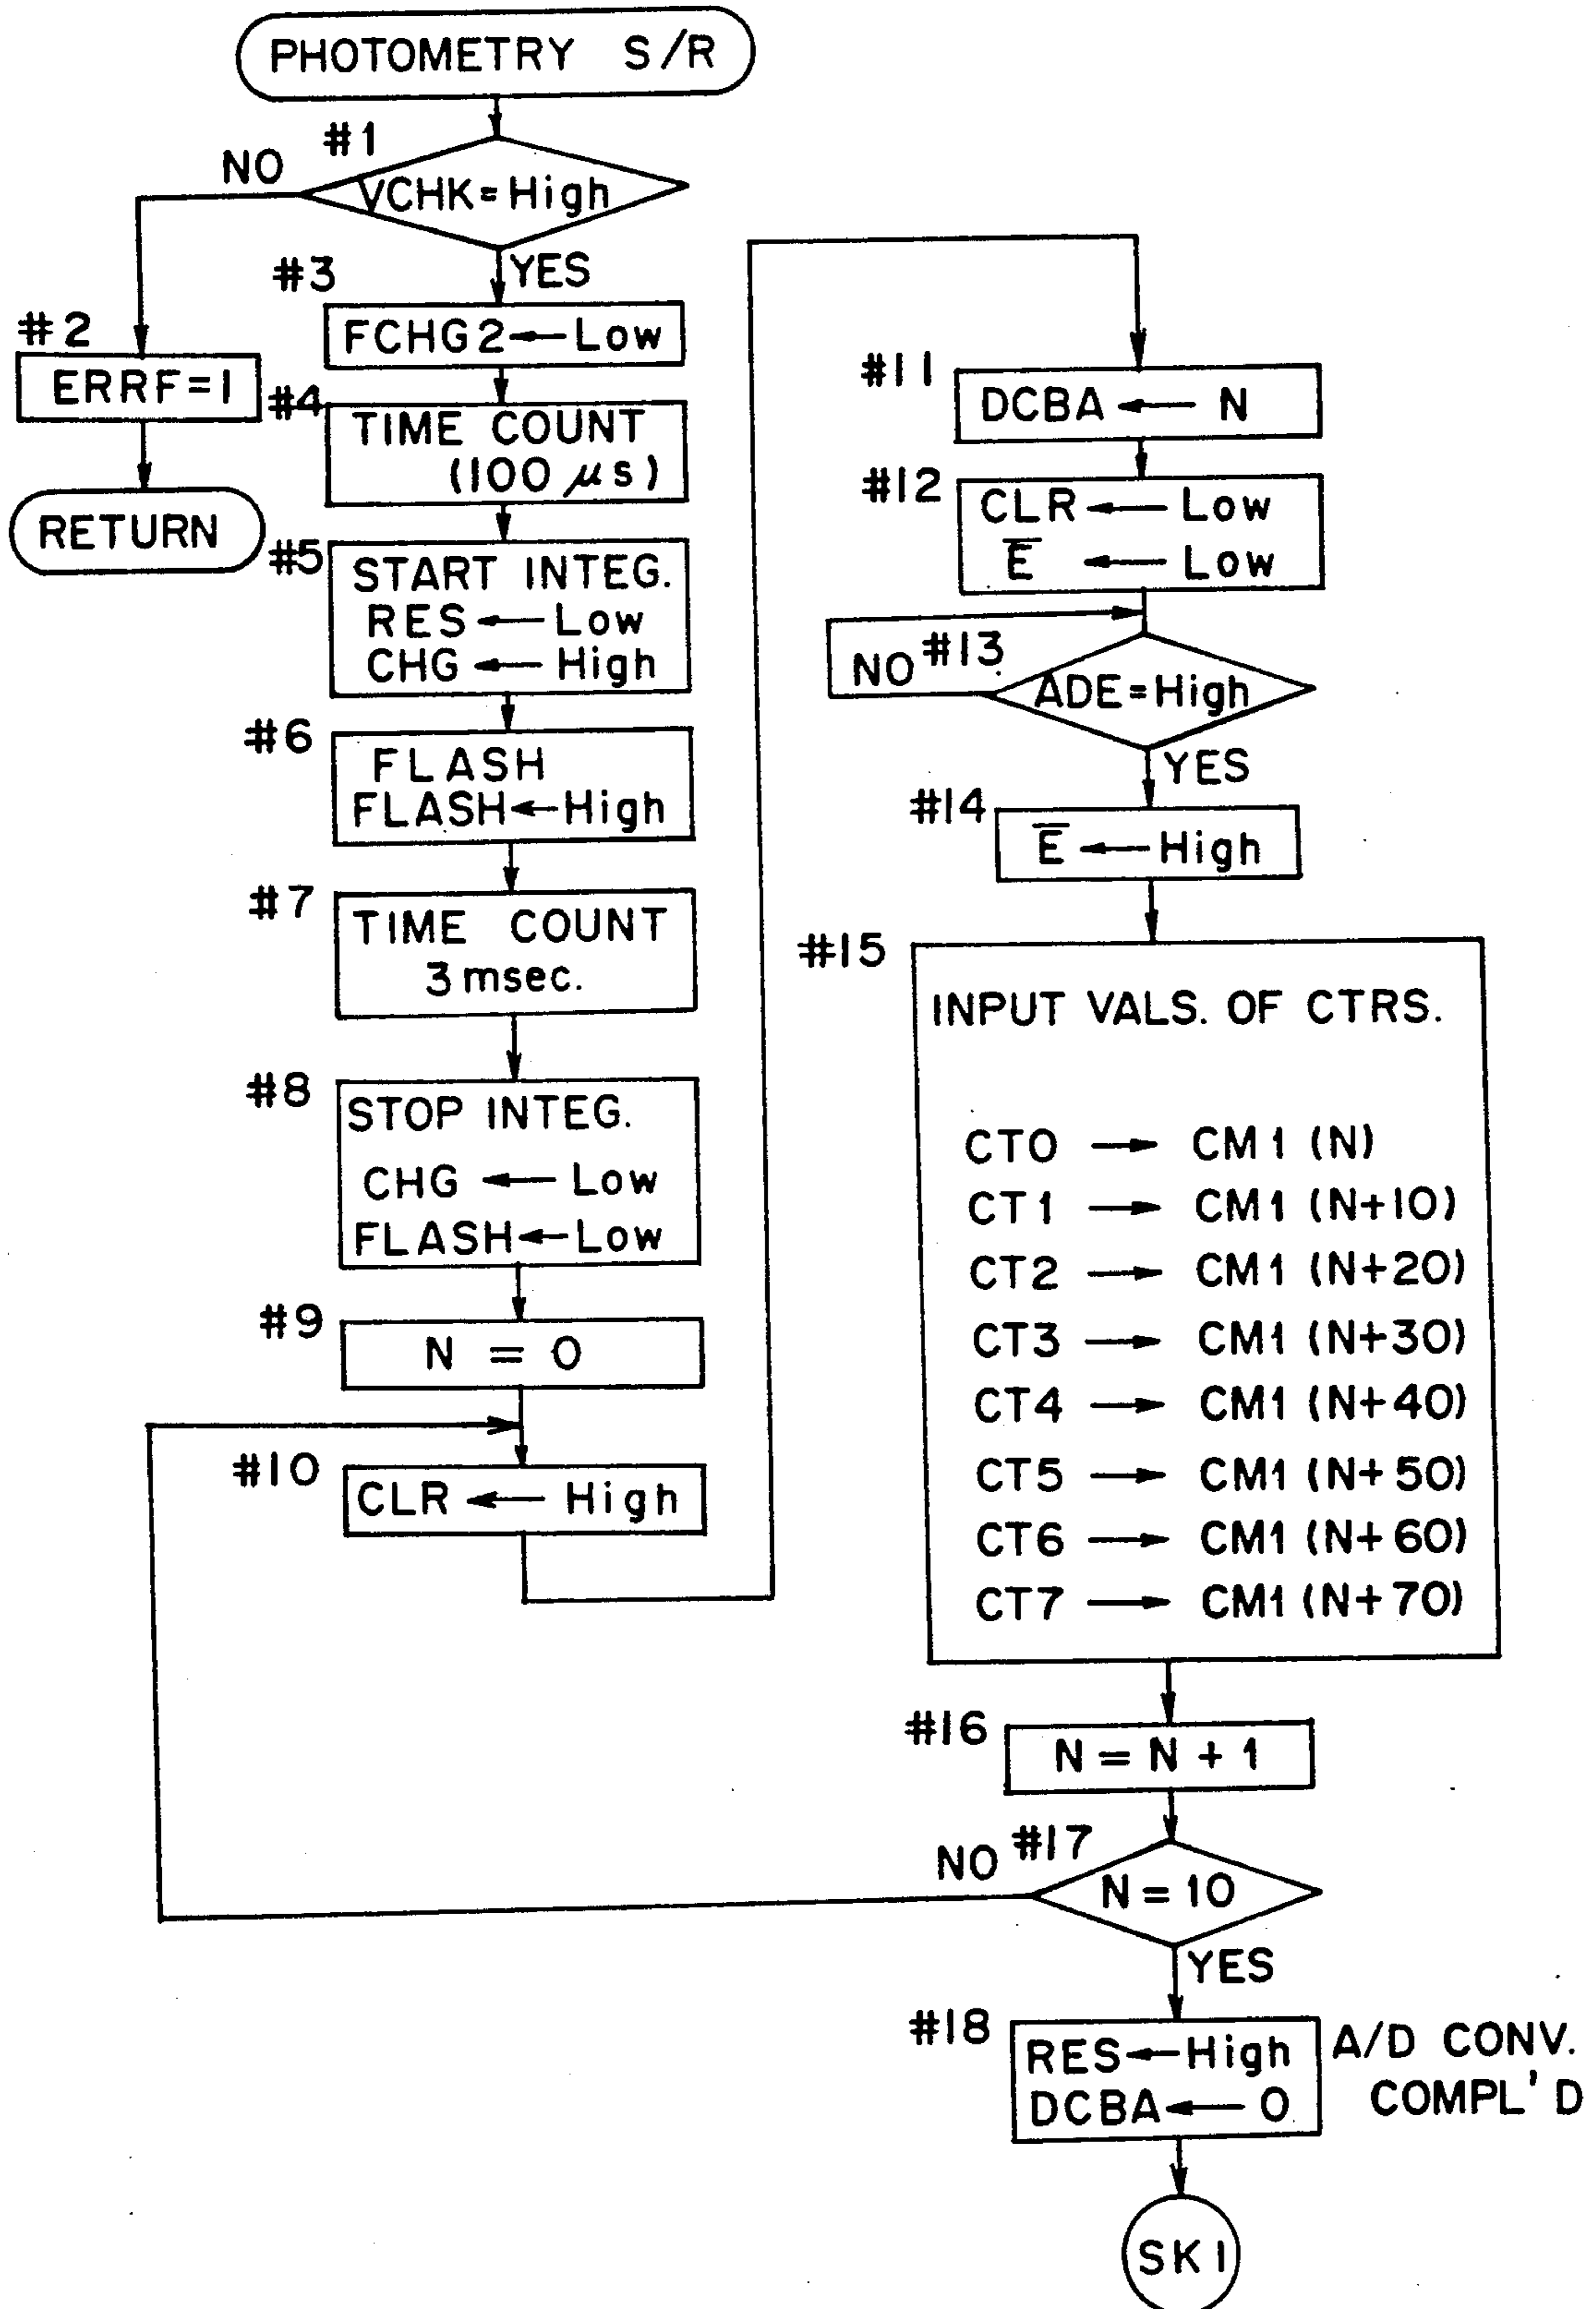 PHOTOMETRY S/R
#1
NO
VCHK=High
YES
#2
ERRF=1
RETURN
#3
FCHG2←Low
#4
TIME COUNT
(100 μs)
#5
START INTEG.
RES ← Low
CHG ← High
#6
FLASH
FLASH←High
#7
TIME COUNT
3 msec.
#8
STOP INTEG.
CHG ← Low
FLASH←Low
#9
N = 0
#10
CLR ← High
#11
DCBA ← N
#12
CLR ← Low
E̅ ← Low
#13
NO
ADE=High
YES
#14
E̅ ← High
#15
INPUT VALS. OF CTRS.
CT0 → CM1 (N)
CT1 → CM1 (N+10)
CT2 → CM1 (N+20)
CT3 → CM1 (N+30)
CT4 → CM1 (N+40)
CT5 → CM1 (N+50)
CT6 → CM1 (N+60)
CT7 → CM1 (N+70)
#16
N = N + 1
#17
NO
N = 10
YES
#18
RES←High
DCBA← 0
A/D CONV.
COMPL'D
SK1